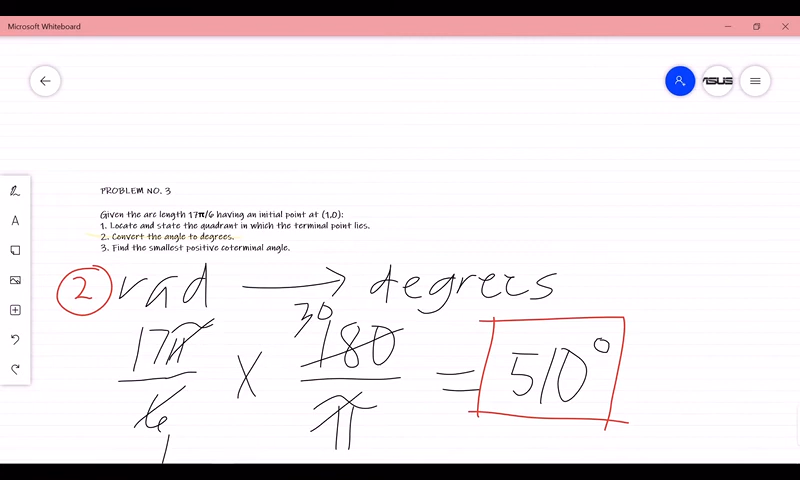 Microsoft Whiteboard
ASUS
PROBLEM NO. 3
Given the arc length 17π/6 having an initial point at (1,0):
1. Locate and state the quadrant in which the terminal point lies.
2. Convert the angle to degrees.
3. Find the smallest positive coterminal angle.
2 rad → degrees
30
17π/6 × 180/π = 510°
1